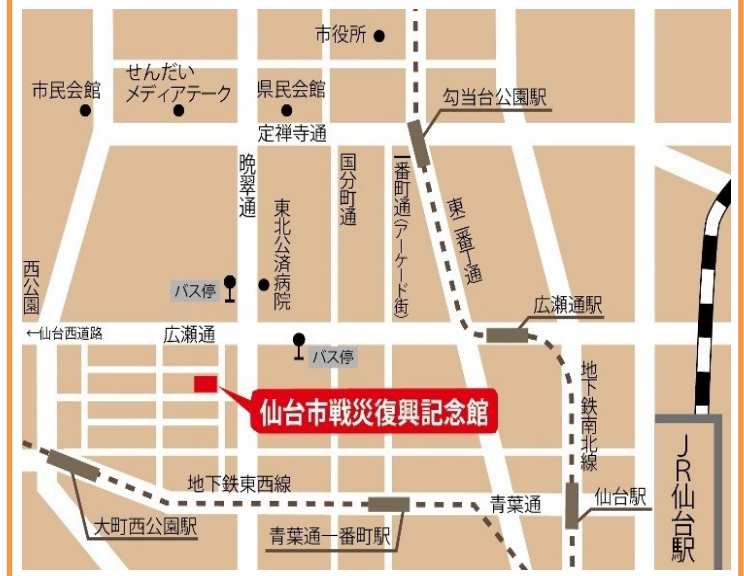 市役所
せんだい
メディアテーク
市民会館
県民会館
勾当台公園駅
定禅寺通
晩翠通
国分町通
一番町通(アーケード街)
東二番丁通
東北公済病院
西公園
バス停
広瀬通駅
←仙台西道路
広瀬通
バス停
地下鉄南北線
仙台市戦災復興記念館
JR仙台駅
地下鉄東西線
青葉通
仙台駅
大町西公園駅
青葉通一番町駅